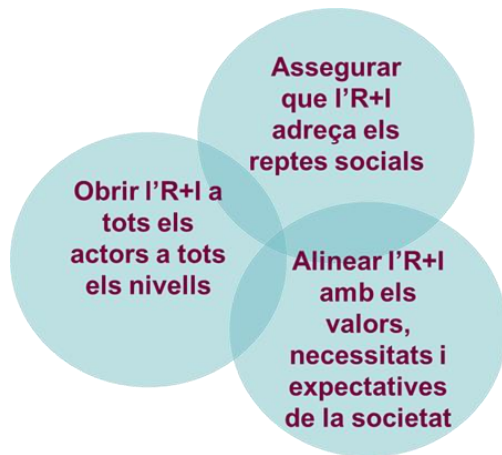 Assegurar
que l’R+I
adreça els
reptes socials
Obrir l’R+I a
tots els
actors a tots
els nivells
Alinear l’R+I
amb els
valors,
necessitats i
expectatives
de la societat